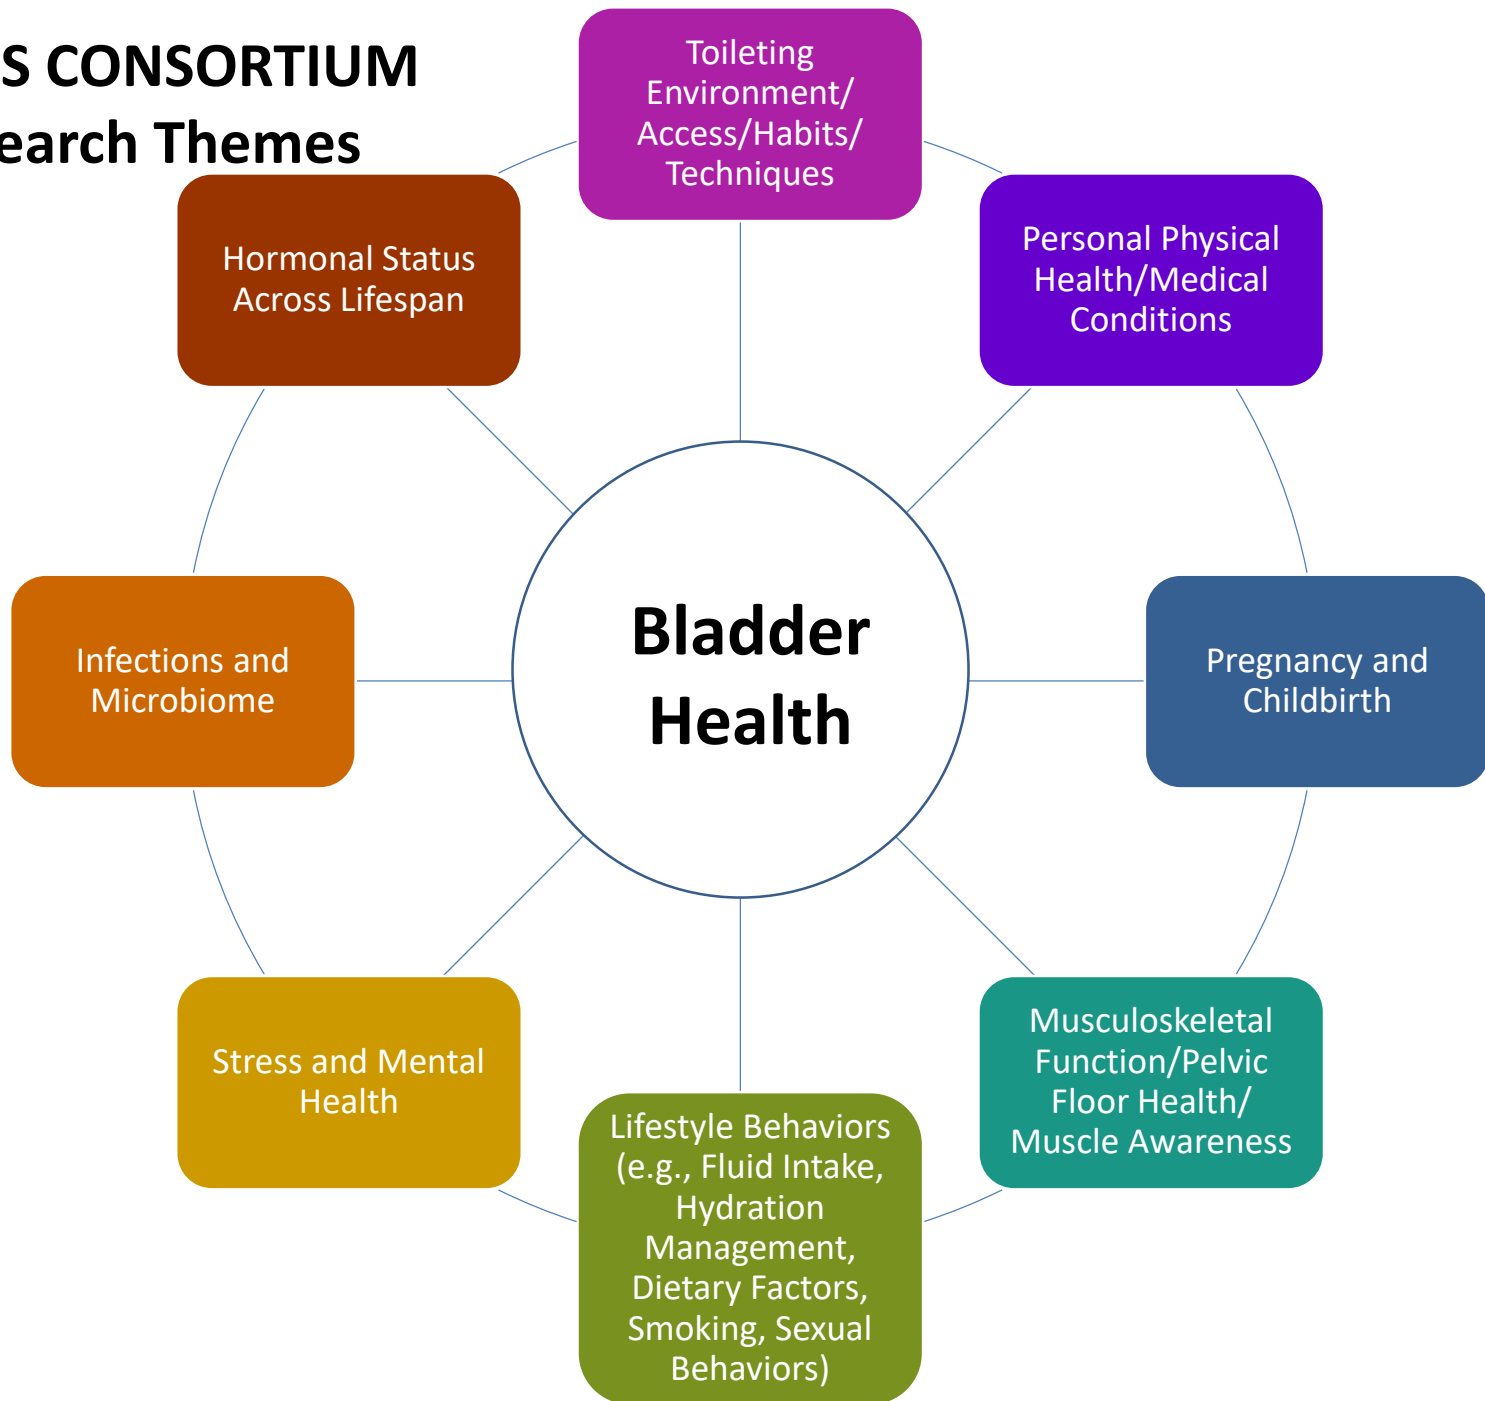 S CONSORTIUM
earch Themes
Toileting
Environment/
Access/Habits/
Techniques
Personal Physical
Health/Medical
Conditions
Pregnancy and
Childbirth
Musculoskeletal
Function/Pelvic
Floor Health/
Muscle Awareness
Lifestyle Behaviors
(e.g., Fluid Intake,
Hydration
Management,
Dietary Factors,
Smoking, Sexual
Behaviors)
Stress and Mental
Health
Infections and
Microbiome
Hormonal Status
Across Lifespan
Bladder
Health